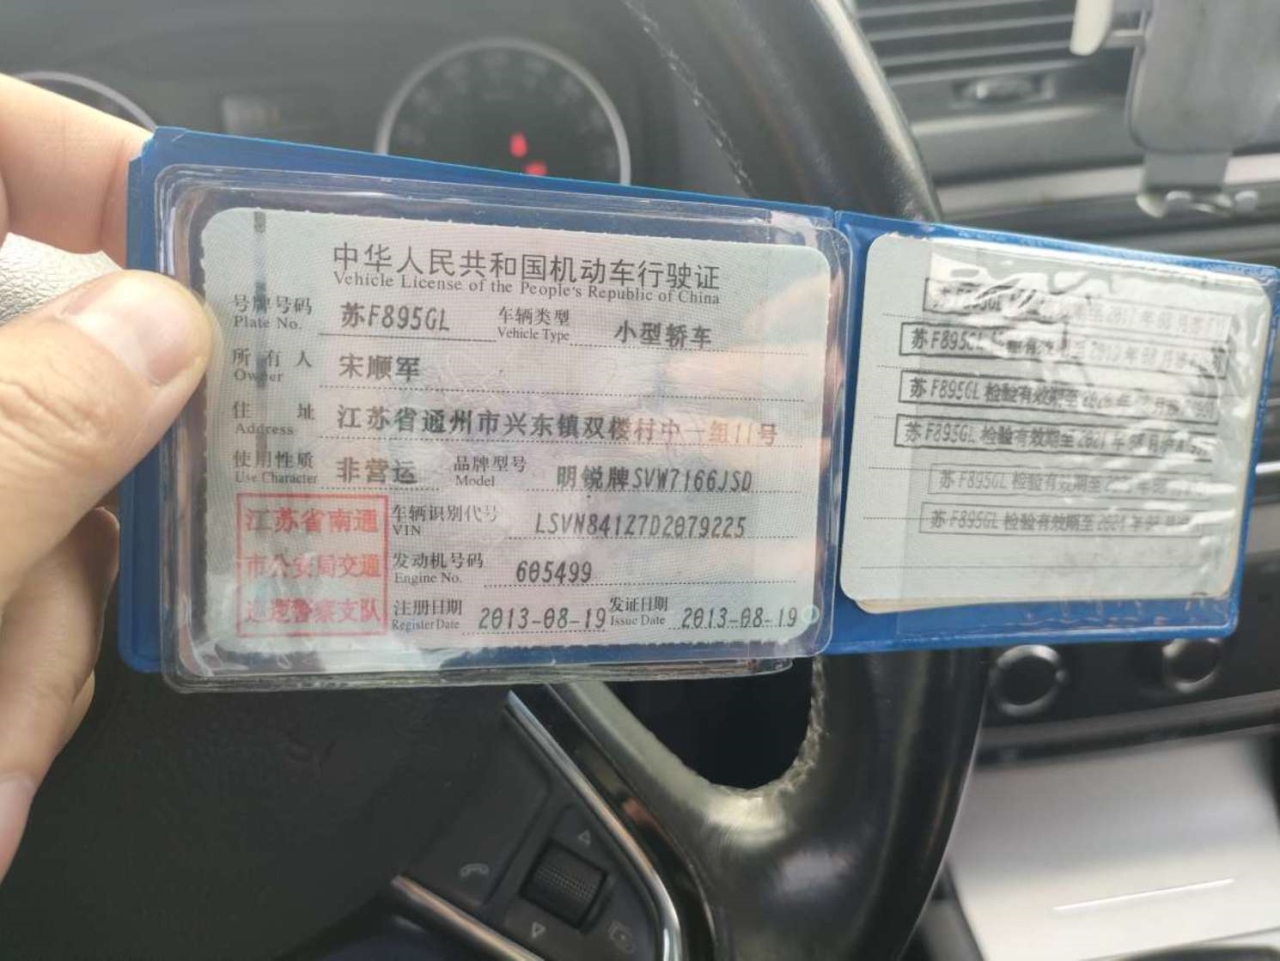 中华人民共和国机动车行驶证
Vehicle License of the People's Republic of China
号牌号码 苏F895GL 车辆类型 小型轿车
Plate No. Vehicle Type
所有人 宋顺军
Owner
住址 江苏省通州市兴东镇双楼村中一组11号
Address
使用性质 非营运 品牌型号 明锐牌SVW7166JSD
Use Character Model
江苏省南通
市公安局交通
巡逻警察支队
车辆识别代号 LSVN841Z7D2079225
VIN
发动机号码 605499
Engine No.
注册日期 2013-08-19 发证日期 2013-08-19
Register Date Issue Date
苏F895GL
苏F895GL 检验有效期至
苏F895GL 检验有效期至 2021年
苏F895GL 检验有效期至
苏F895GL 检验有效期至